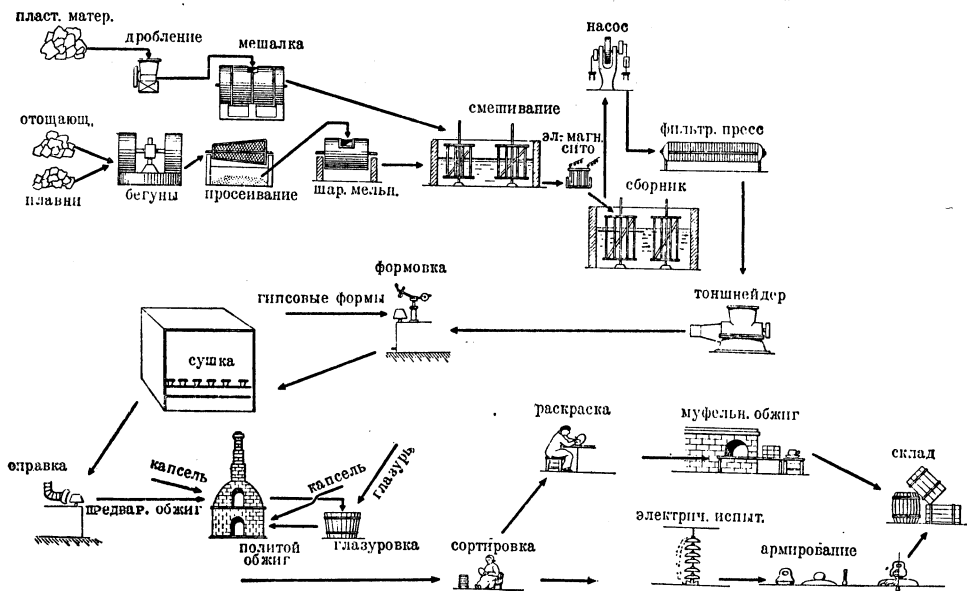 пласт. матер.
дробление
мешалка
насос
отощающ.
плавни
бегуны
просеивание
шар. мельн.
смешивание
эл.-магн.
сито
сборник
фильтр. пресс
тоншнейдер
формовка
гипсовые формы
сушка
оправка
капсель
предвар. обжиг
капсель
глазурь
глазуровка
политой
обжиг
сортировка
раскраска
муфельн. обжиг
электрич. испыт.
армирование
склад